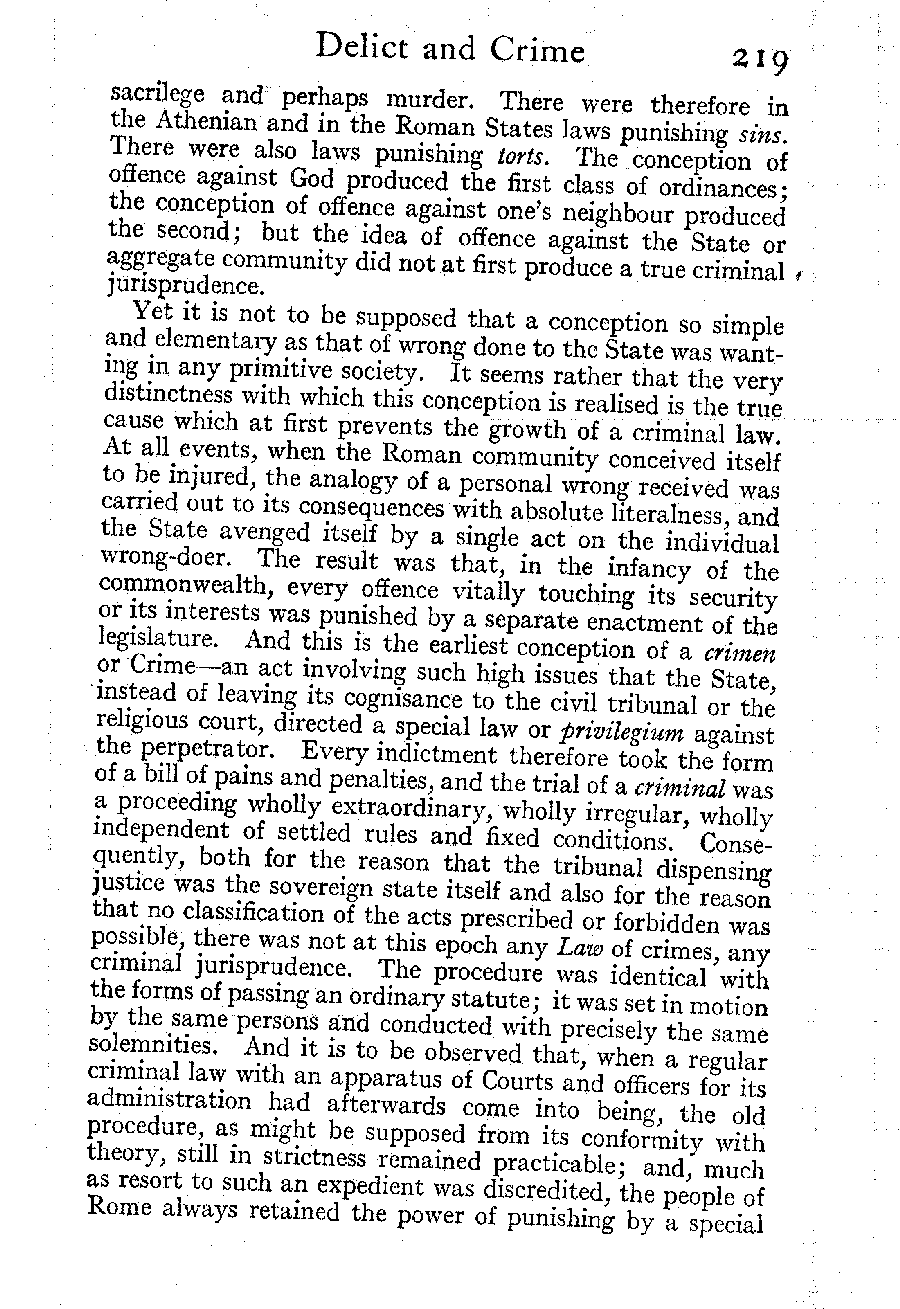 Delict and Crime 219
sacrilege and perhaps murder. There were therefore in
the Athenian and in the Roman States laws punishing sins.
There were also laws punishing torts. The conception of
offence against God produced the first class of ordinances;
the conception of offence against one's neighbour produced
the second; but the idea of offence against the State or
aggregate community did not at first produce a true criminal
jurisprudence.
Yet it is not to be supposed that a conception so simple
and elementary as that of wrong done to the State was want-
ing in any primitive society. It seems rather that the very
distinctness with which this conception is realised is the true
cause which at first prevents the growth of a criminal law.
At all events, when the Roman community conceived itself
to be injured, the analogy of a personal wrong received was
carried out to its consequences with absolute literalness, and
the State avenged itself by a single act on the individual
wrong-doer. The result was that, in the infancy of the
commonwealth, every offence vitally touching its security
or its interests was punished by a separate enactment of the
legislature. And this is the earliest conception of a crimen
or Crime—an act involving such high issues that the State,
instead of leaving its cognisance to the civil tribunal or the
religious court, directed a special law or privilegium against
the perpetrator. Every indictment therefore took the form
of a bill of pains and penalties, and the trial of a criminal was
a proceeding wholly extraordinary, wholly irregular, wholly
independent of settled rules and fixed conditions. Conse-
quently, both for the reason that the tribunal dispensing
justice was the sovereign state itself and also for the reason
that no classification of the acts prescribed or forbidden was
possible, there was not at this epoch any Law of crimes, any
criminal jurisprudence. The procedure was identical with
the forms of passing an ordinary statute; it was set in motion
by the same persons and conducted with precisely the same
solemnities. And it is to be observed that, when a regular
criminal law with an apparatus of Courts and officers for its
administration had afterwards come into being, the old
procedure, as might be supposed from its conformity with
theory, still in strictness remained practicable; and, much
as resort to such an expedient was discredited, the people of
Rome always retained the power of punishing by a special